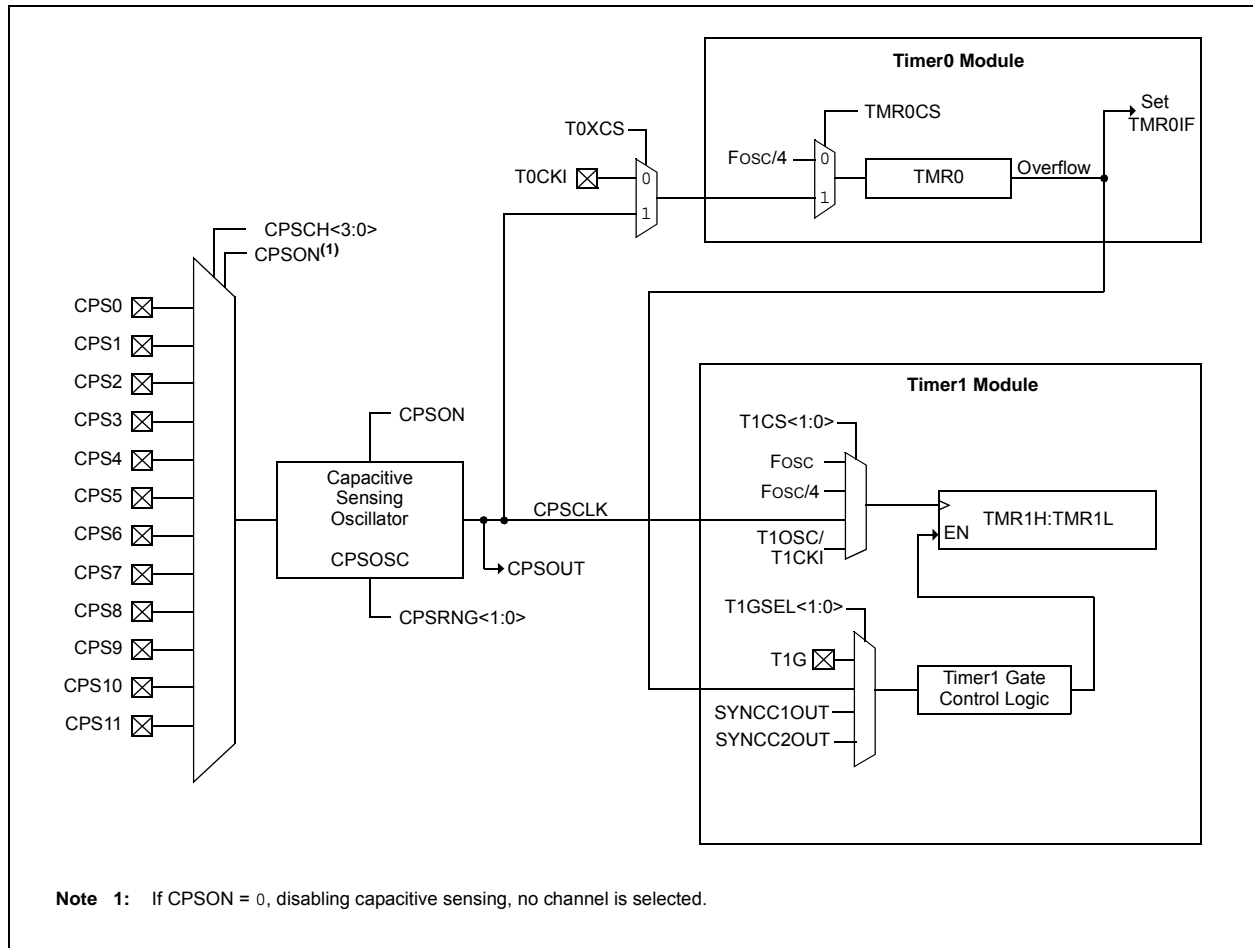 Timer0 Module
Set
TMR0IF
TMR0CS
T0XCS
FOSC/4
0
1
TMR0
Overflow
T0CKI
0
1
CPSCH<3:0>
CPSON(1)
CPS0
CPS1
CPS2
CPS3
CPS4
CPS5
CPS6
CPS7
CPS8
CPS9
CPS10
CPS11
CPSON
Capacitive
Sensing
Oscillator
CPSOSC
CPSRNG<1:0>
CPSCLK
CPSOUT
Timer1 Module
T1CS<1:0>
FOSC
FOSC/4
T1OSC/
T1CKI
EN
TMR1H:TMR1L
T1GSEL<1:0>
T1G
SYNCC1OUT
SYNCC2OUT
Timer1 Gate
Control Logic
Note 1: If CPSON = 0, disabling capacitive sensing, no channel is selected.